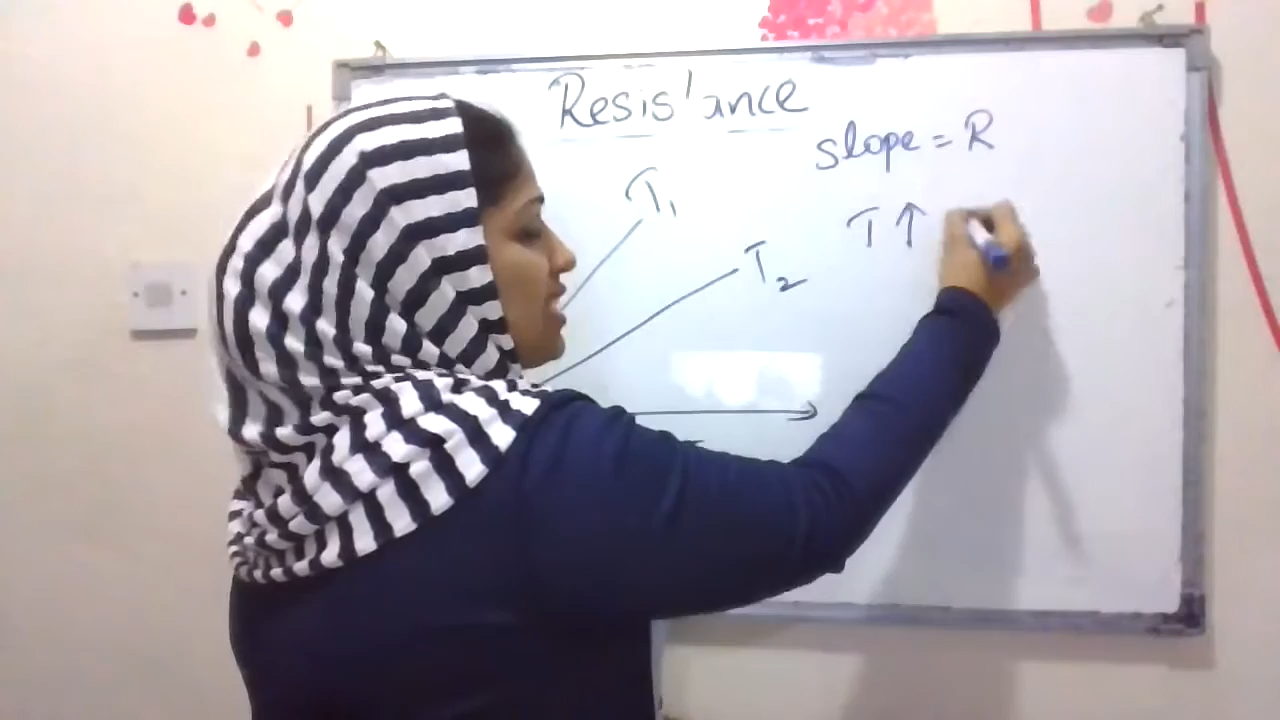 Resistance
slope = R
T₁
T ↑
T₂